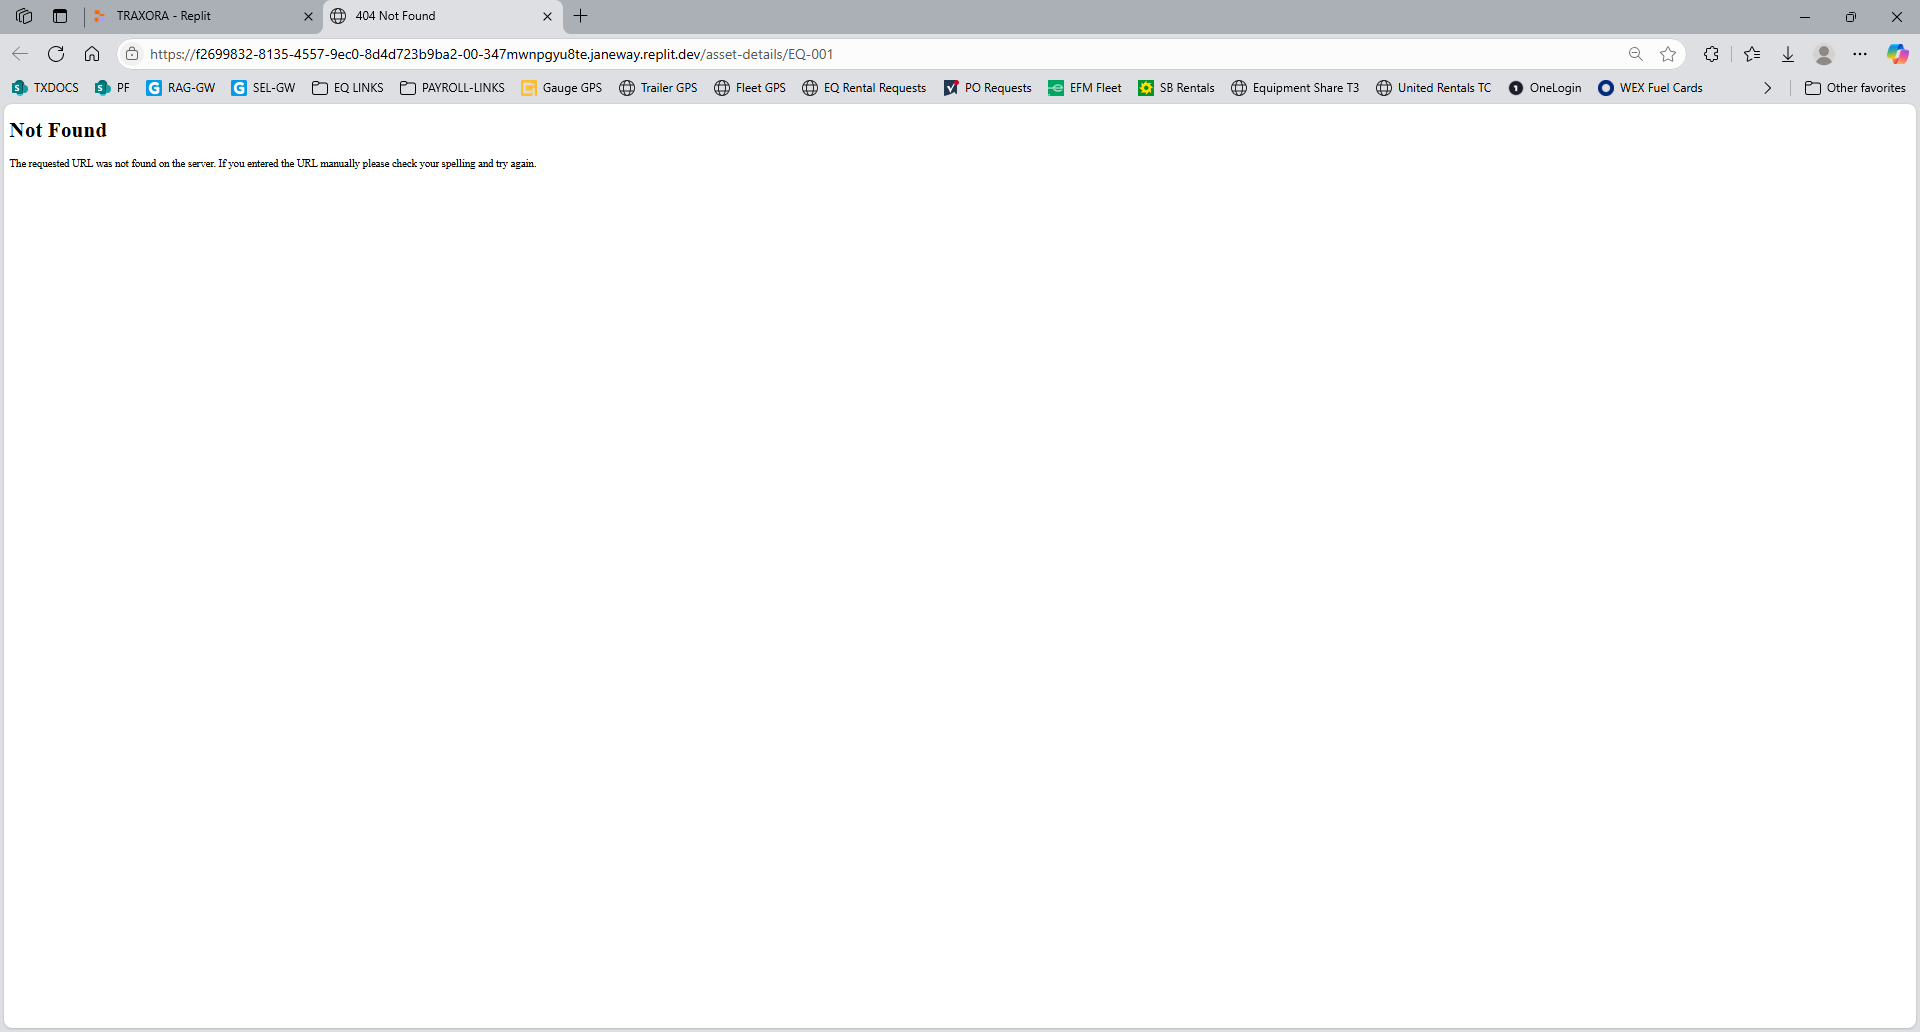 TRAXORA - Replit
404 Not Found
https://f2699832-8135-4557-9ec0-8d4d723b9ba2-00-347mwnpgyu8te.janeway.replit.dev/asset-details/EQ-001
TXDOCS PF RAG-GW SEL-GW EQ LINKS PAYROLL-LINKS Gauge GPS Trailer GPS Fleet GPS EQ Rental Requests PO Requests EFM Fleet SB Rentals Equipment Share T3 United Rentals TC OneLogin WEX Fuel Cards Other favorites
Not Found
The requested URL was not found on the server. If you entered the URL manually please check your spelling and try again.